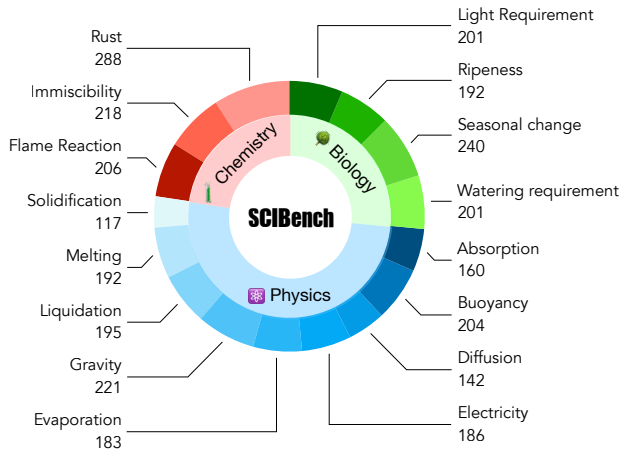 Rust
288
Immiscibility
218
Flame Reaction
206
Solidification
117
Melting
192
Liquidation
195
Gravity
221
Evaporation
183
Light Requirement
201
Ripeness
192
Seasonal change
240
Watering requirement
201
Absorption
160
Buoyancy
204
Diffusion
142
Electricity
186
Chemistry
Biology
SCIBench
Physics